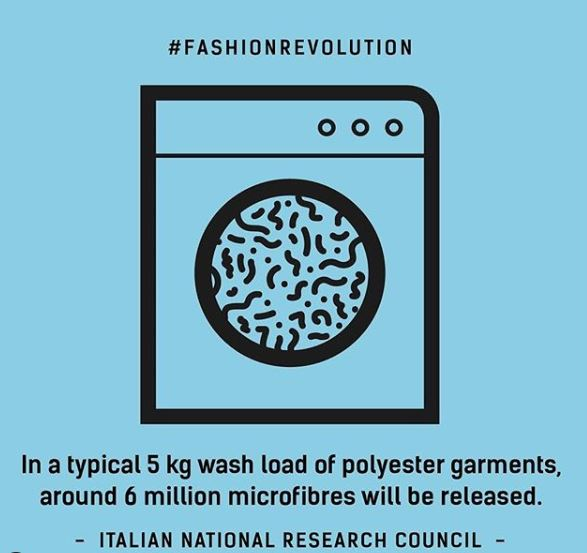 #FASHIONREVOLUTION
In a typical 5 kg wash load of polyester garments,
around 6 million microfibres will be released.
- ITALIAN NATIONAL RESEARCH COUNCIL -